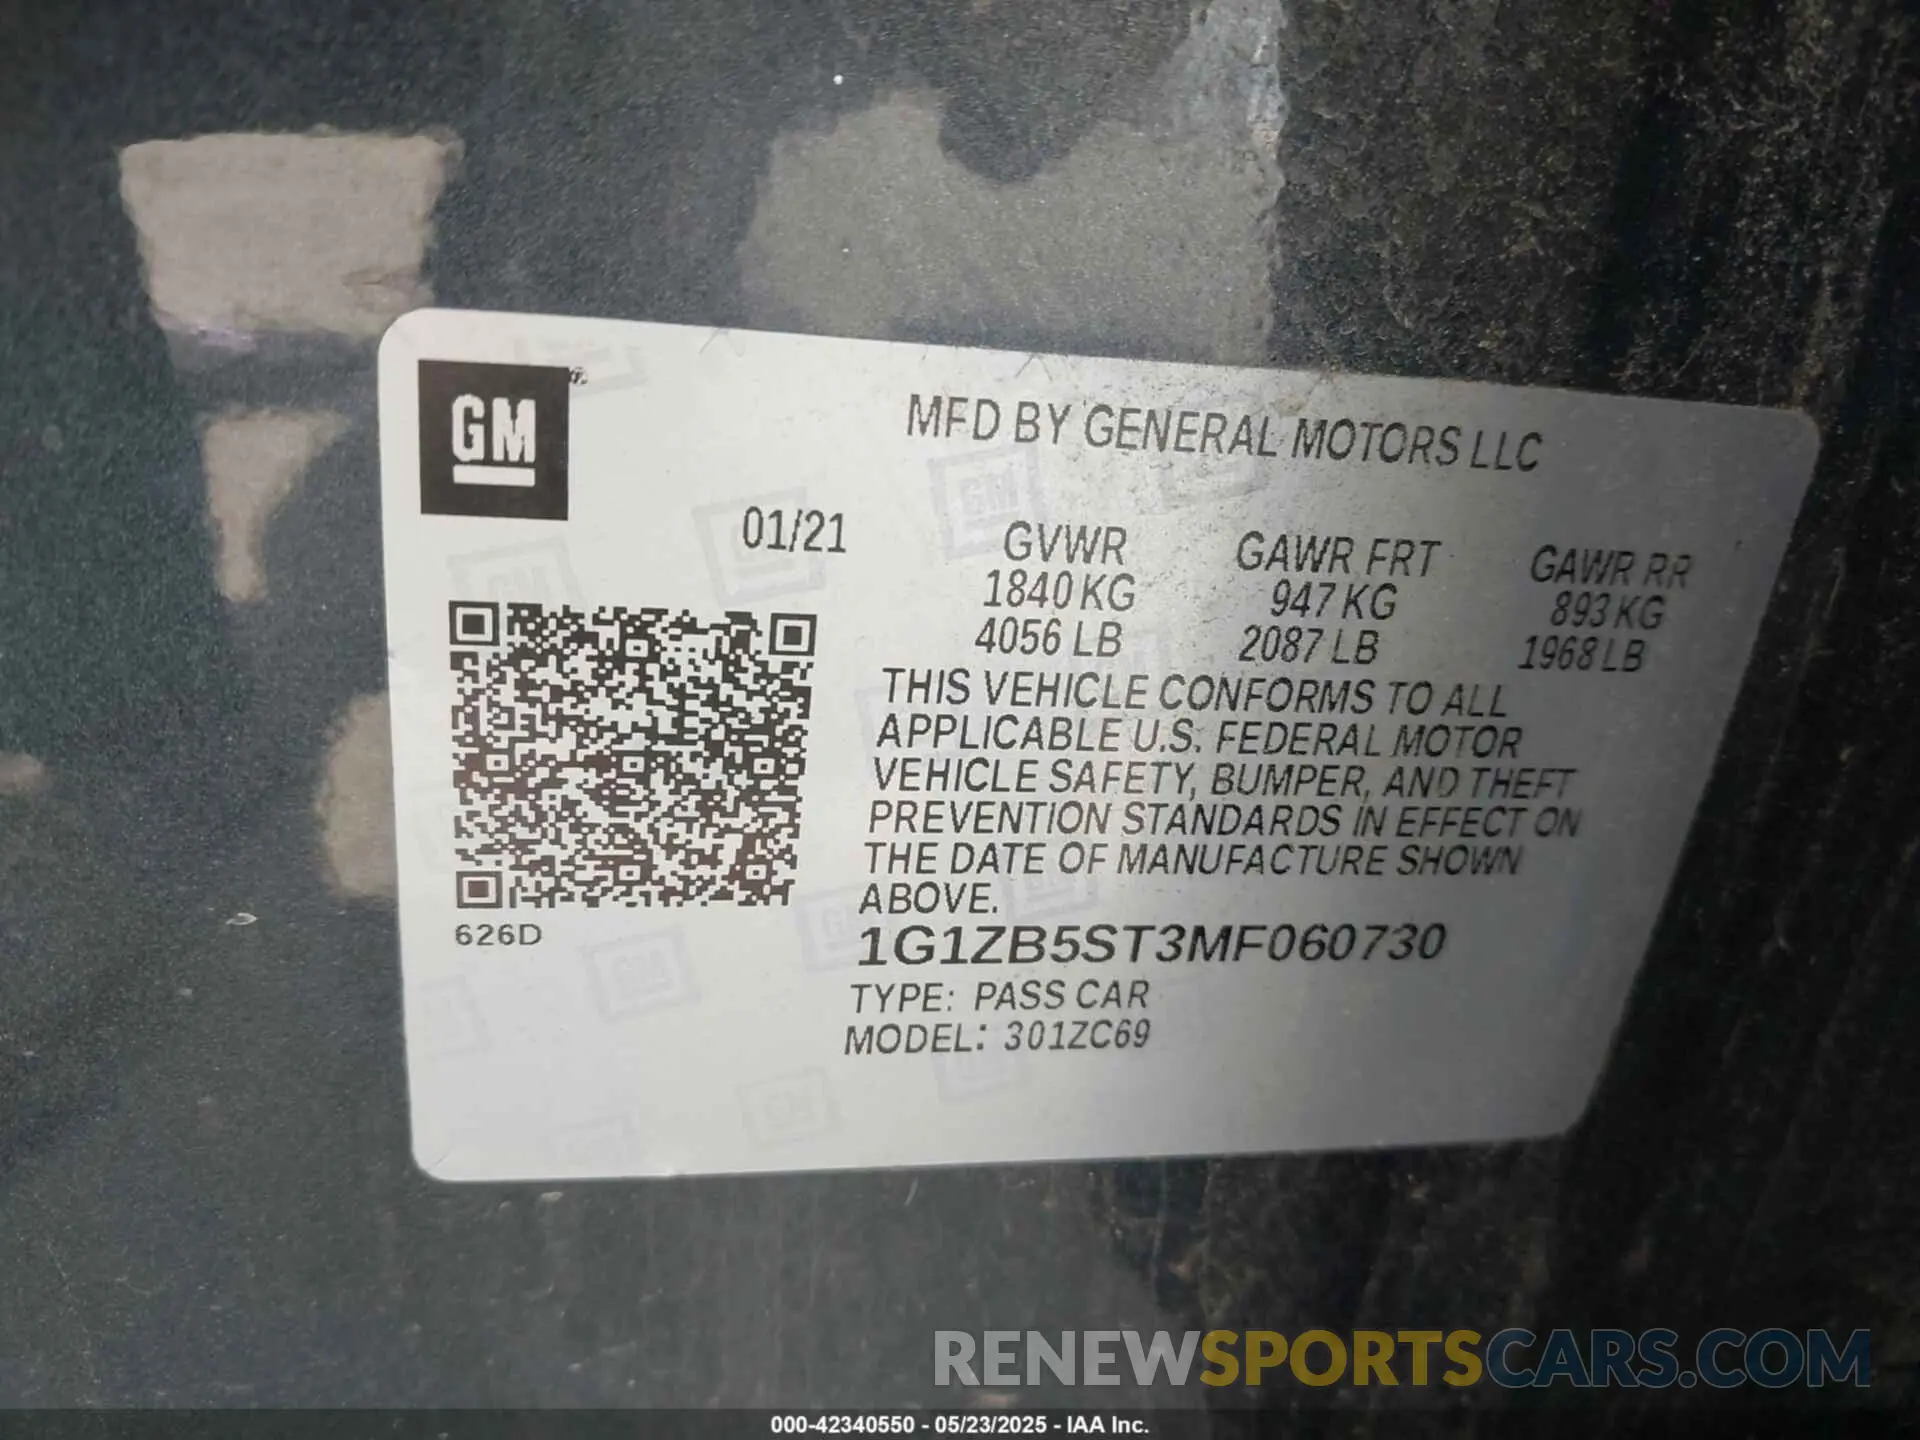 GM
MFD BY GENERAL MOTORS LLC
01/21
GVWR GAWR FRT GAWR RR
1840 KG 947 KG 893 KG
4056 LB 2087 LB 1968 LB
THIS VEHICLE CONFORMS TO ALL
APPLICABLE U.S. FEDERAL MOTOR
VEHICLE SAFETY, BUMPER, AND THEFT
PREVENTION STANDARDS IN EFFECT ON
THE DATE OF MANUFACTURE SHOWN
ABOVE.
626D
1G1ZB5ST3MF060730
TYPE: PASS CAR
MODEL: 301ZC69
RENEWSPORTSCARS.COM
000-42340550 - 05/23/2025 - IAA Inc.